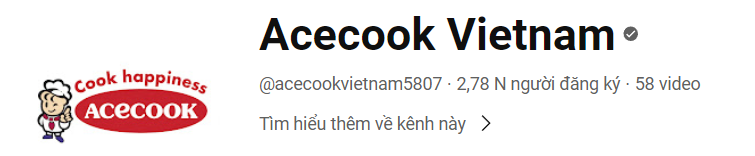 Acecook Vietnam
Cook happiness
ACECOOK
@acecookvietnam5807 · 2,78 N người đăng ký · 58 video
Tìm hiểu thêm về kênh này